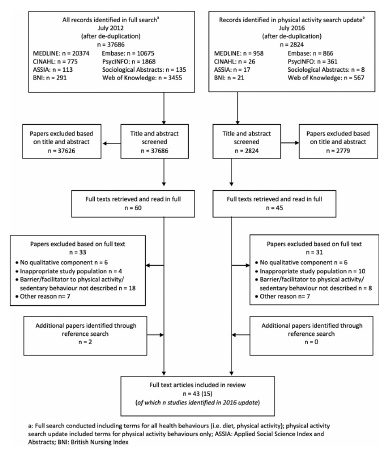 All records identified in full searchᵃ
July 2012
(after de-duplication)
n = 37686
MEDLINE: n = 20374 Embase: n = 10675
CINAHL: n = 775 PsycINFO: n = 1868
ASSIA: n = 113 Sociological Abstracts: n = 135
BNI: n = 291 Web of Knowledge: n = 3455
Records identified in physical activity search updateᵃ
July 2016
(after de-duplication)
n = 2824
MEDLINE: n = 958 Embase: n = 866
CINAHL: n = 26 PsycINFO: n = 361
ASSIA: n = 17 Sociological Abstracts: n = 8
BNI: n = 21 Web of Knowledge: n = 567
Papers excluded based
on title and abstract
n = 37626
Title and abstract
screened
n = 37686
Title and abstract
screened
n = 2824
Papers excluded based
on title and abstract
n = 2779
Full texts retrieved and read in full
n = 60
Full texts retrieved and read in full
n = 45
Papers excluded based on full text
n = 33
• No qualitative component n = 6
• Inappropriate study population n = 4
• Barrier/facilitator to physical activity/
sedentary behaviour not described n = 18
• Other reason n= 7
Papers excluded based on full text
n = 31
• No qualitative component n = 6
• Inappropriate study population n = 10
• Barrier/facilitator to physical activity/
sedentary behaviour not described n = 8
• Other reason n= 7
Additional papers identified through
reference search
n = 2
Additional papers identified through
reference search
n = 0
Full text articles included in review
n = 43 (15)
(of which n studies identified in 2016 update)
a: Full search conducted including terms for all health behaviours (i.e. diet, physical activity); physical activity
search update included terms for physical activity behaviours only; ASSIA: Applied Social Science Index and
Abstracts; BNI: British Nursing Index